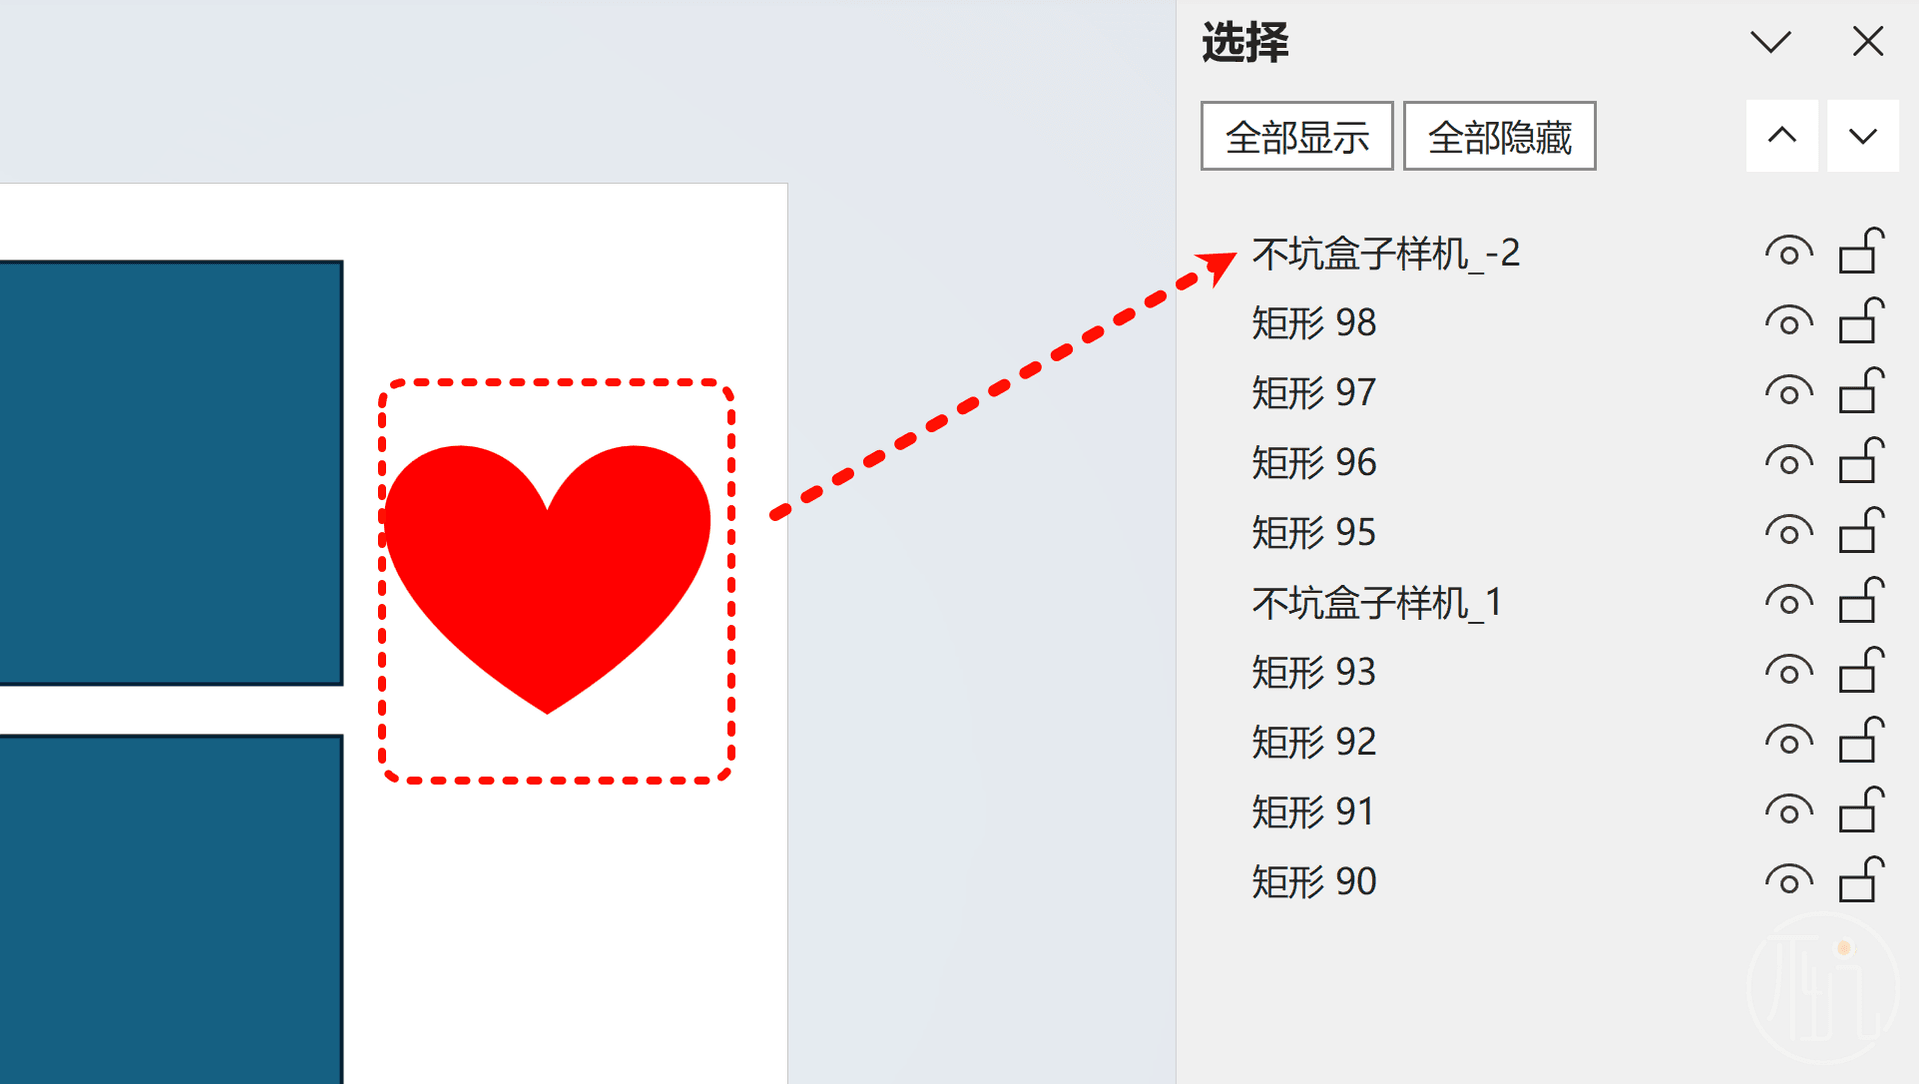 选择
全部显示 全部隐藏
不坑盒子样机_-2
矩形 98
矩形 97
矩形 96
矩形 95
不坑盒子样机_1
矩形 93
矩形 92
矩形 91
矩形 90